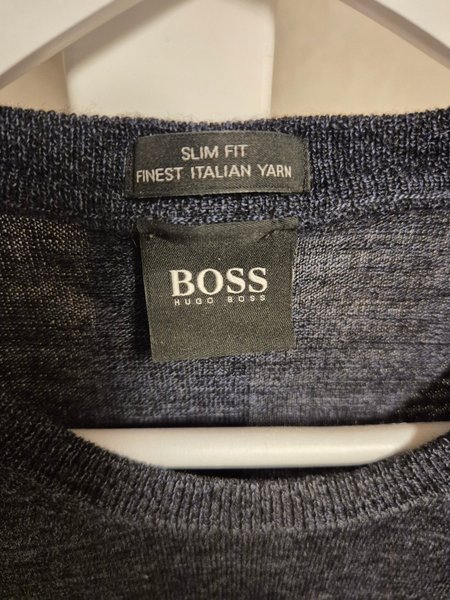 SLIM FIT
FINEST ITALIAN YARN
BOSS
HUGO BOSS